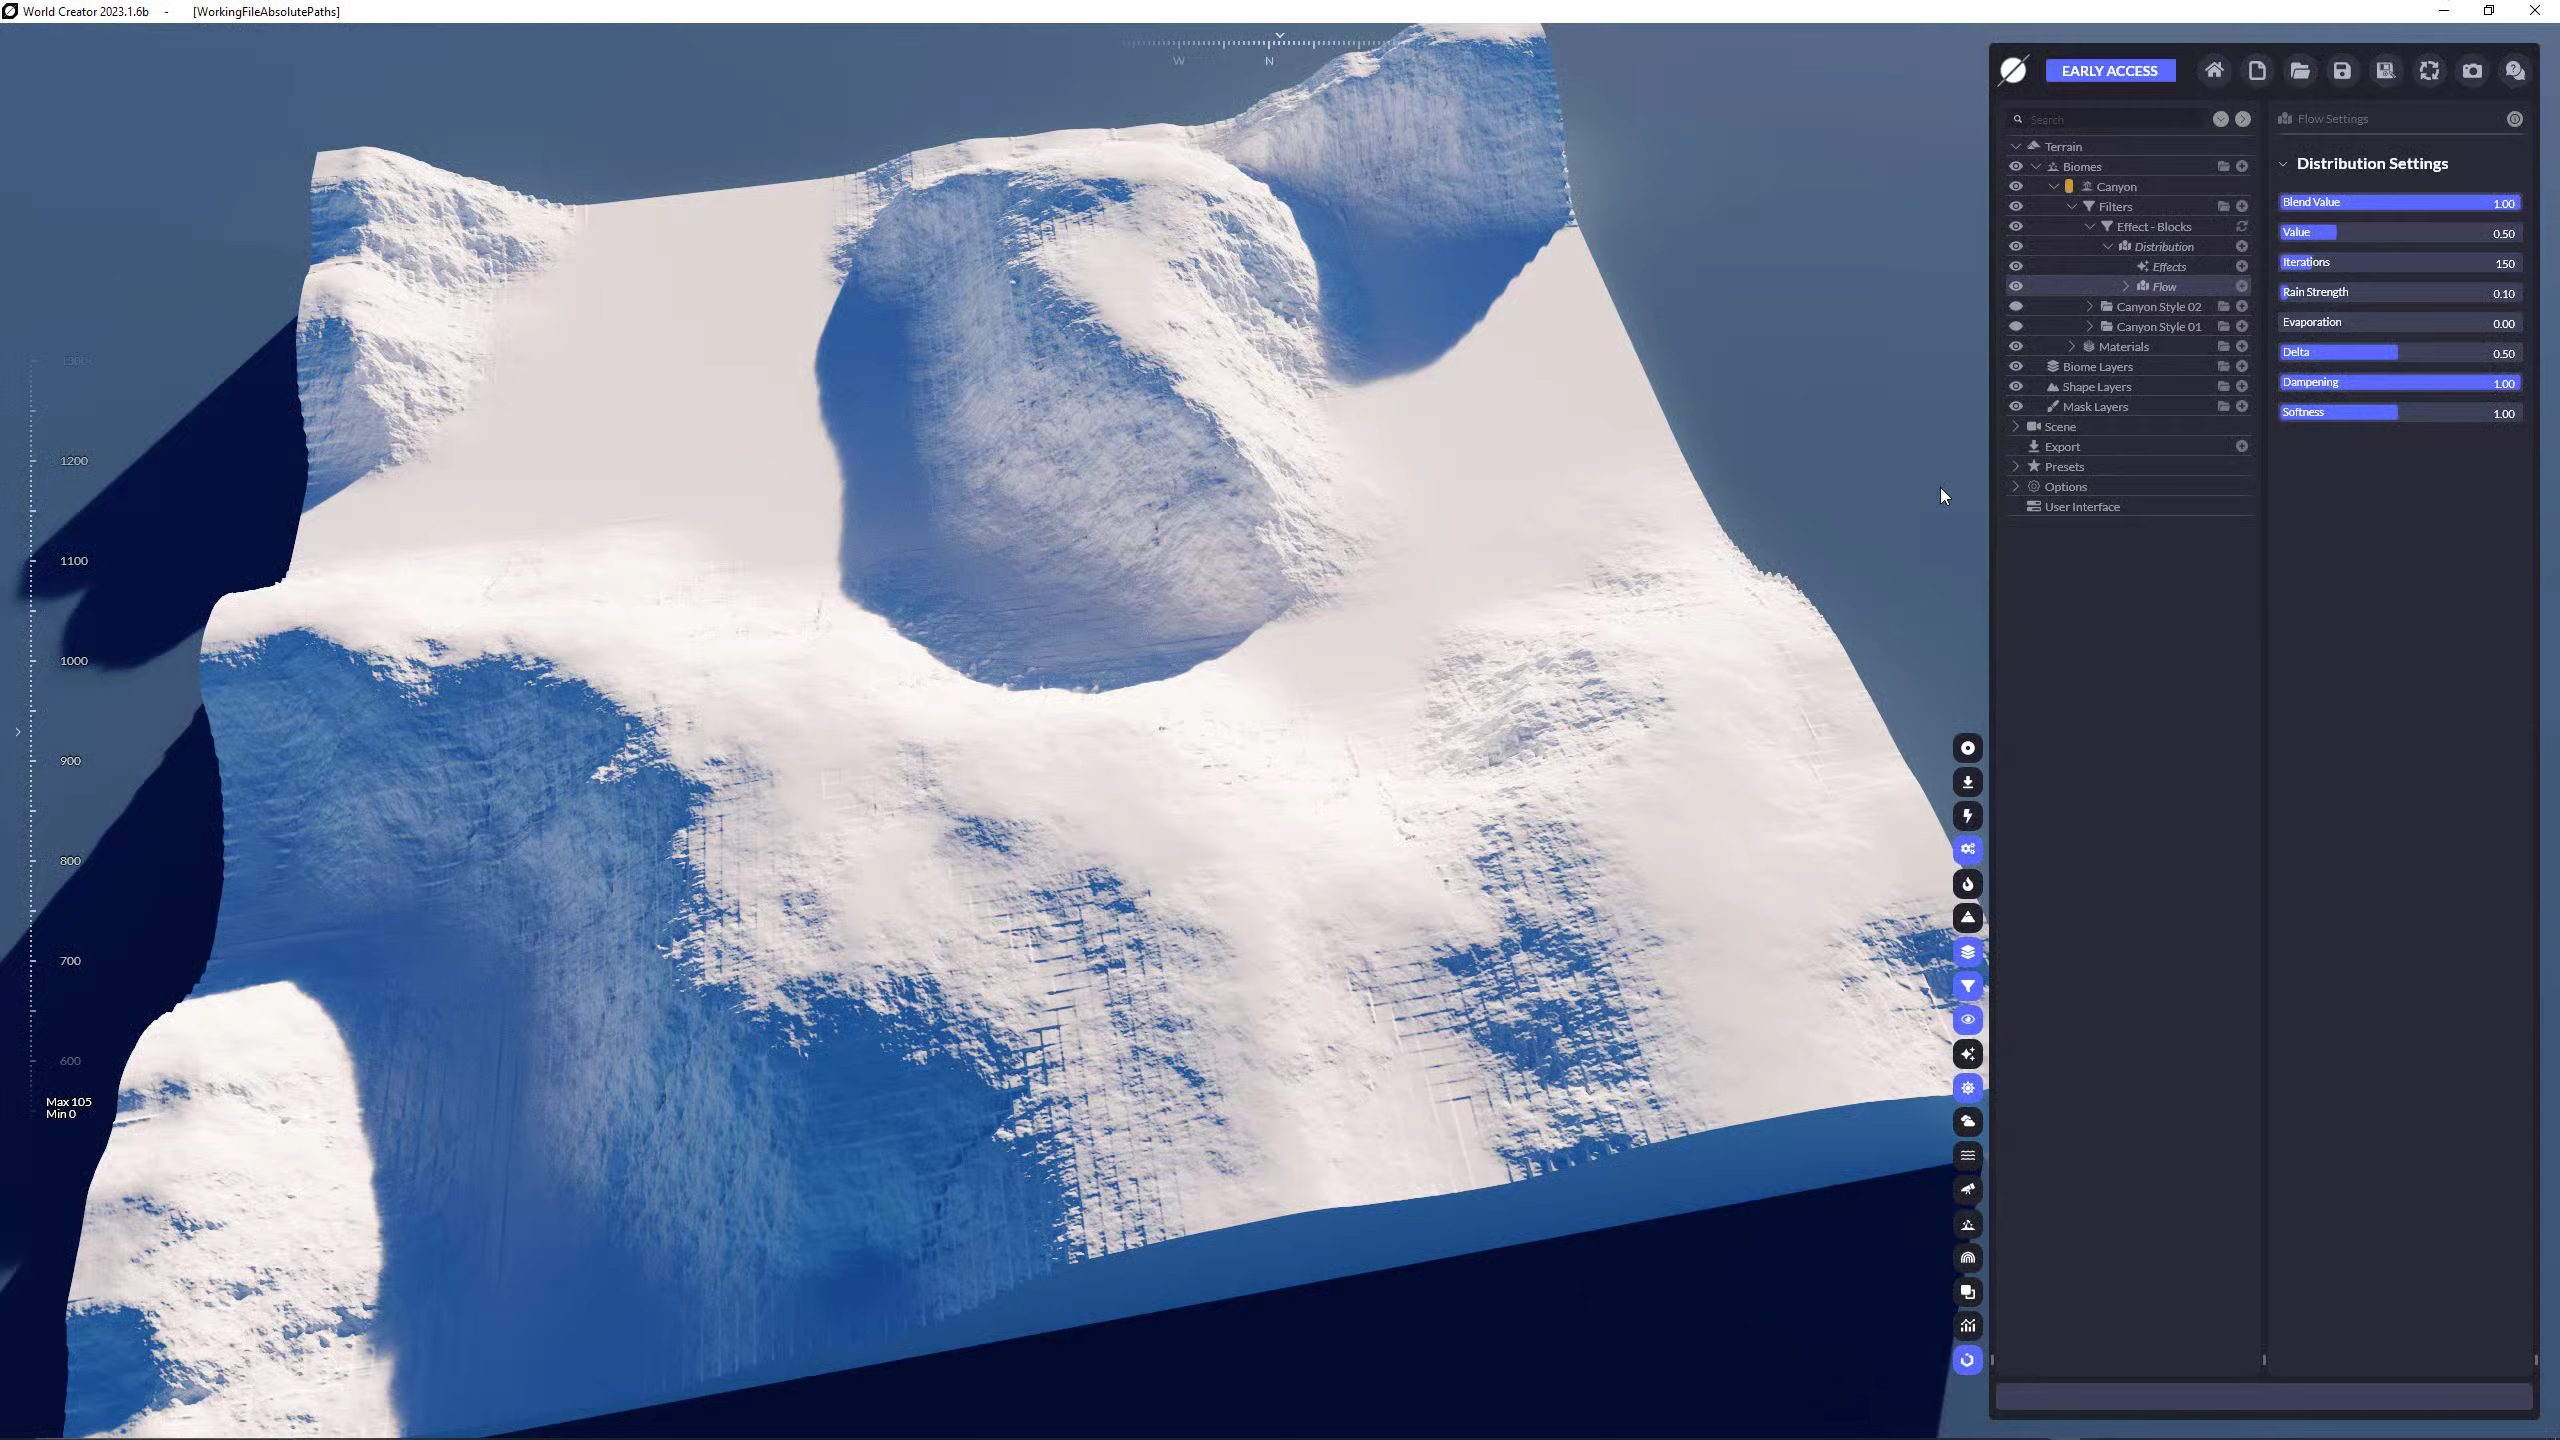 World Creator 2023.1.6b - [WorkingFileAbsolutePaths]
W N
EARLY ACCESS
Search
Terrain
Biomes
Canyon
Filters
Effect - Blocks
Distribution
Effects
Flow
Canyon Style 02
Canyon Style 01
Materials
Biome Layers
Shape Layers
Mask Layers
Scene
Export
Presets
Options
User Interface
Flow Settings
Distribution Settings
Blend Value 1.00
Value 0.50
Iterations 150
Rain Strength 0.10
Evaporation 0.00
Delta 0.50
Dampening 1.00
Softness 1.00
1300
1200
1100
1000
900
800
700
600
Max 105
Min 0